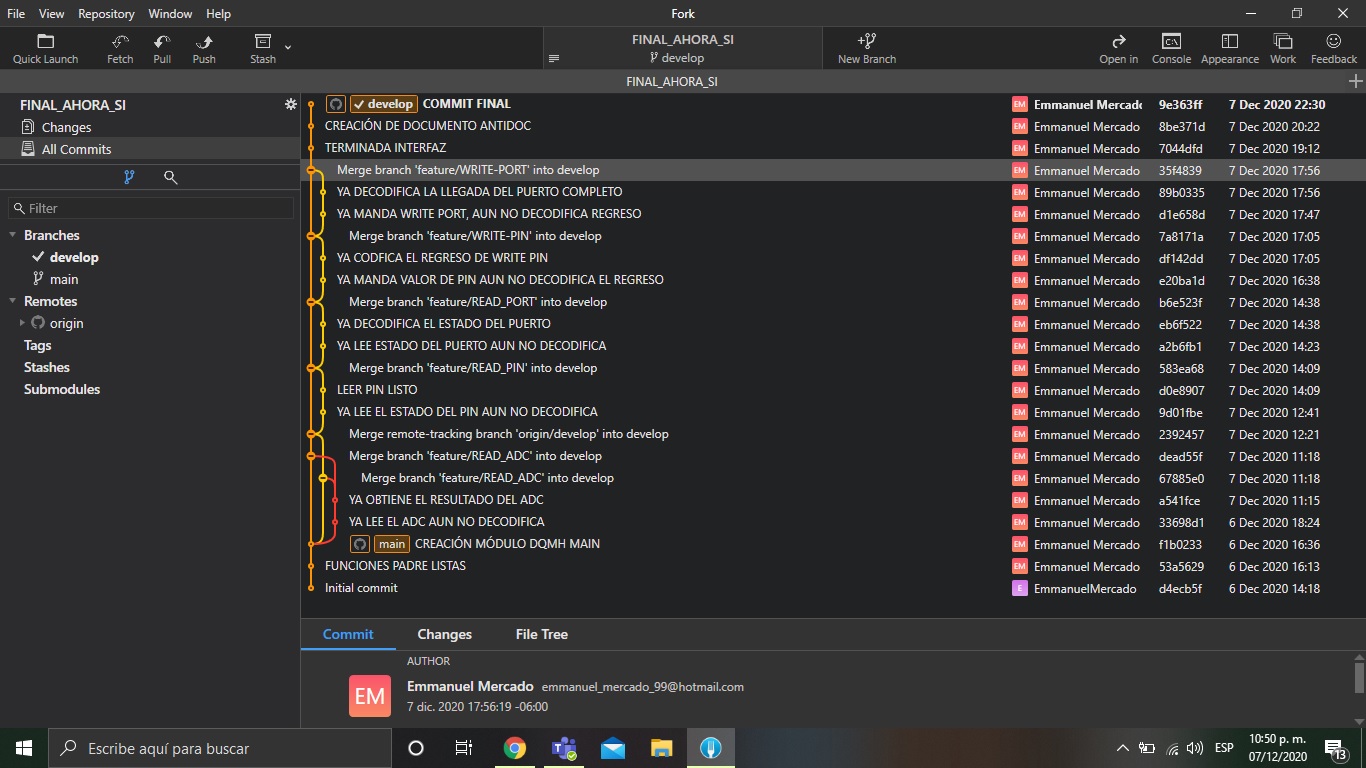 File View Repository Window Help Fork
Quick Launch Fetch Pull Push Stash FINAL_AHORA_SI develop New Branch Open in Console Appearance Work Feedback
FINAL_AHORA_SI
FINAL_AHORA_SI
Changes
All Commits
Filter
Branches
develop
main
Remotes
origin
Tags
Stashes
Submodules
develop COMMIT FINAL EM Emmanuel Mercado 9e363ff 7 Dec 2020 22:30
CREACIÓN DE DOCUMENTO ANTIDOC EM Emmanuel Mercado 8be371d 7 Dec 2020 20:22
TERMINADA INTERFAZ EM Emmanuel Mercado 7044dfd 7 Dec 2020 19:12
Merge branch 'feature/WRITE-PORT' into develop EM Emmanuel Mercado 35f4839 7 Dec 2020 17:56
YA DECODIFICA LA LLEGADA DEL PUERTO COMPLETO EM Emmanuel Mercado 89b0335 7 Dec 2020 17:56
YA MANDA WRITE PORT, AUN NO DECODIFICA REGRESO EM Emmanuel Mercado d1e658d 7 Dec 2020 17:47
Merge branch 'feature/WRITE-PIN' into develop EM Emmanuel Mercado 7a8171a 7 Dec 2020 17:05
YA CODFICA EL REGRESO DE WRITE PIN EM Emmanuel Mercado df142dd 7 Dec 2020 17:05
YA MANDA VALOR DE PIN AUN NO DECODIFICA EL REGRESO EM Emmanuel Mercado e20ba1d 7 Dec 2020 16:38
Merge branch 'feature/READ_PORT' into develop EM Emmanuel Mercado b6e523f 7 Dec 2020 14:38
YA DECODIFICA EL ESTADO DEL PUERTO EM Emmanuel Mercado eb6f522 7 Dec 2020 14:38
YA LEE ESTADO DEL PUERTO AUN NO DECODIFICA EM Emmanuel Mercado a2b6fb1 7 Dec 2020 14:23
Merge branch 'feature/READ_PIN' into develop EM Emmanuel Mercado 583ea68 7 Dec 2020 14:09
LEER PIN LISTO EM Emmanuel Mercado d0e8907 7 Dec 2020 14:09
YA LEE EL ESTADO DEL PIN AUN NO DECODIFICA EM Emmanuel Mercado 9d01fbe 7 Dec 2020 12:41
Merge remote-tracking branch 'origin/develop' into develop EM Emmanuel Mercado 2392457 7 Dec 2020 12:21
Merge branch 'feature/READ_ADC' into develop EM Emmanuel Mercado dead55f 7 Dec 2020 11:18
Merge branch 'feature/READ_ADC' into develop EM Emmanuel Mercado 67885e0 7 Dec 2020 11:18
YA OBTIENE EL RESULTADO DEL ADC EM Emmanuel Mercado a541fce 7 Dec 2020 11:15
YA LEE EL ADC AUN NO DECODIFICA EM Emmanuel Mercado 33698d1 6 Dec 2020 18:24
main CREACIÓN MÓDULO DQMH MAIN EM Emmanuel Mercado f1b0233 6 Dec 2020 16:36
FUNCIONES PADRE LISTAS EM Emmanuel Mercado 53a5629 6 Dec 2020 16:13
Initial commit E EmmanuelMercado d4ecb5f 6 Dec 2020 14:18
Commit Changes File Tree
AUTHOR
EM Emmanuel Mercado emmanuel_mercado_99@hotmail.com
7 dic. 2020 17:56:19 -06:00
Escribe aquí para buscar ESP 10:50 p. m. 13
07/12/2020